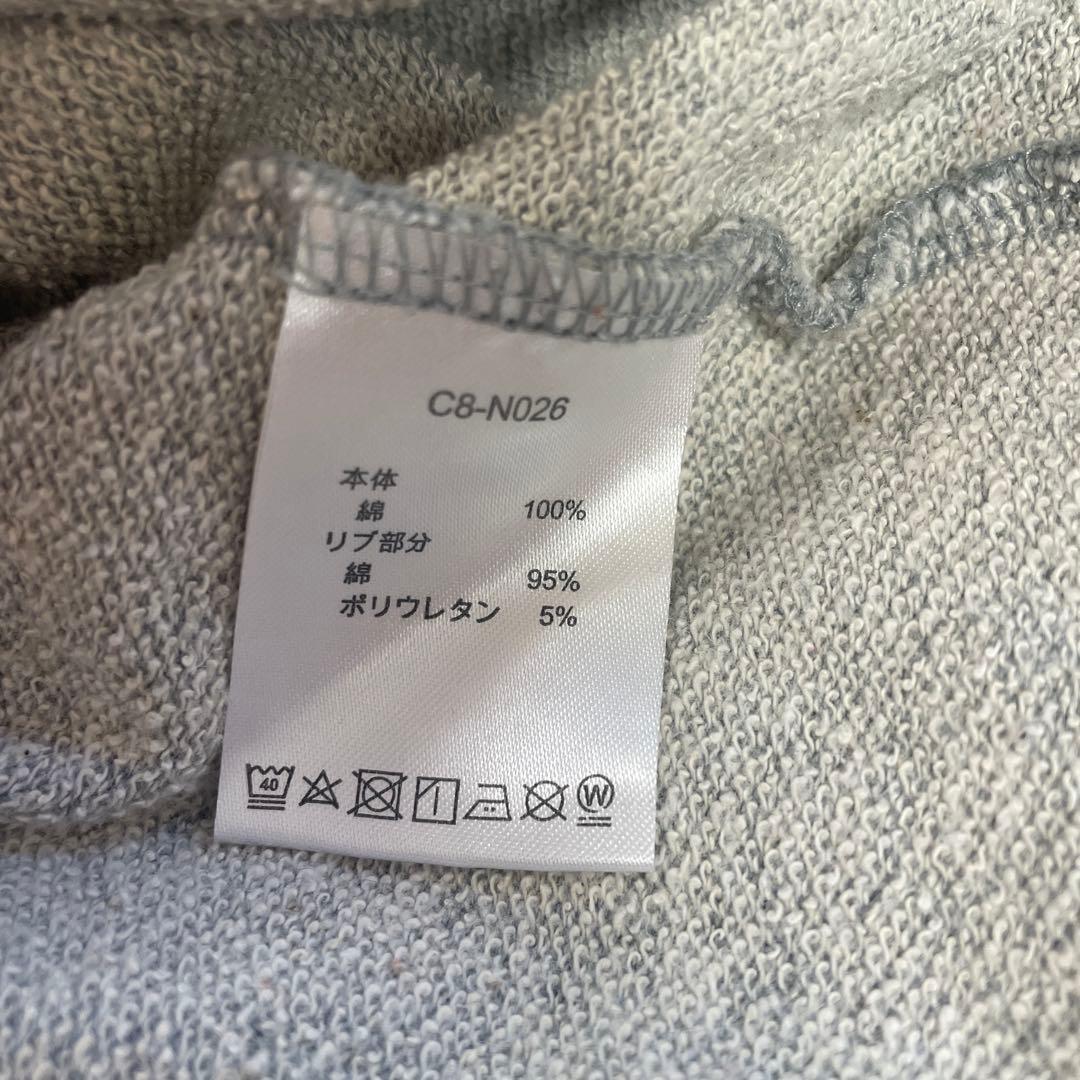 C8-N026
本体
綿 100%
リブ部分
綿 95%
ポリウレタン 5%
40
W